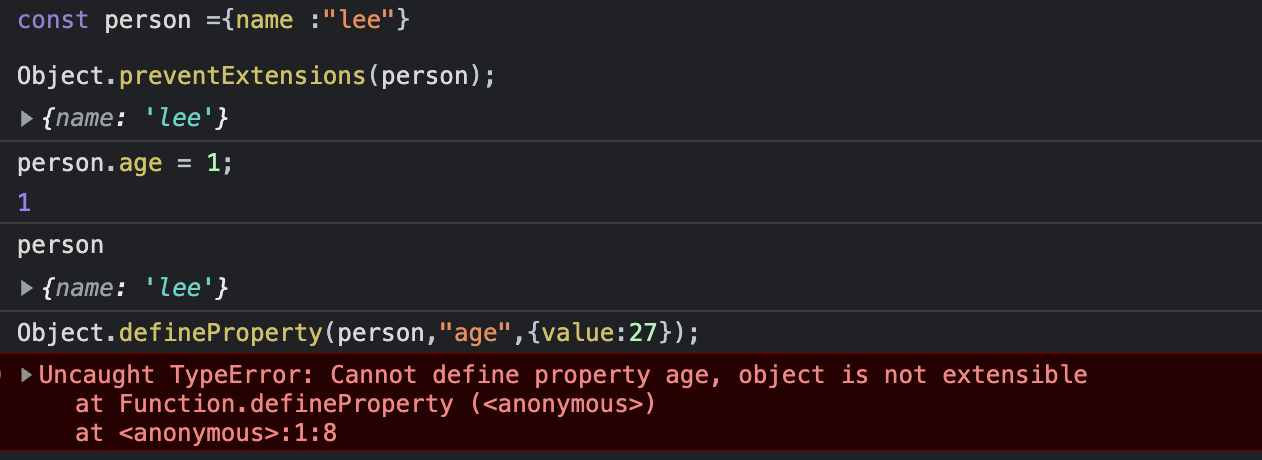 const person ={name :"lee"}
Object.preventExtensions(person);
▶{name: 'lee'}
person.age = 1;
1
person
▶{name: 'lee'}
Object.defineProperty(person,"age",{value:27});
▶Uncaught TypeError: Cannot define property age, object is not extensible
    at Function.defineProperty (<anonymous>)
    at <anonymous>:1:8